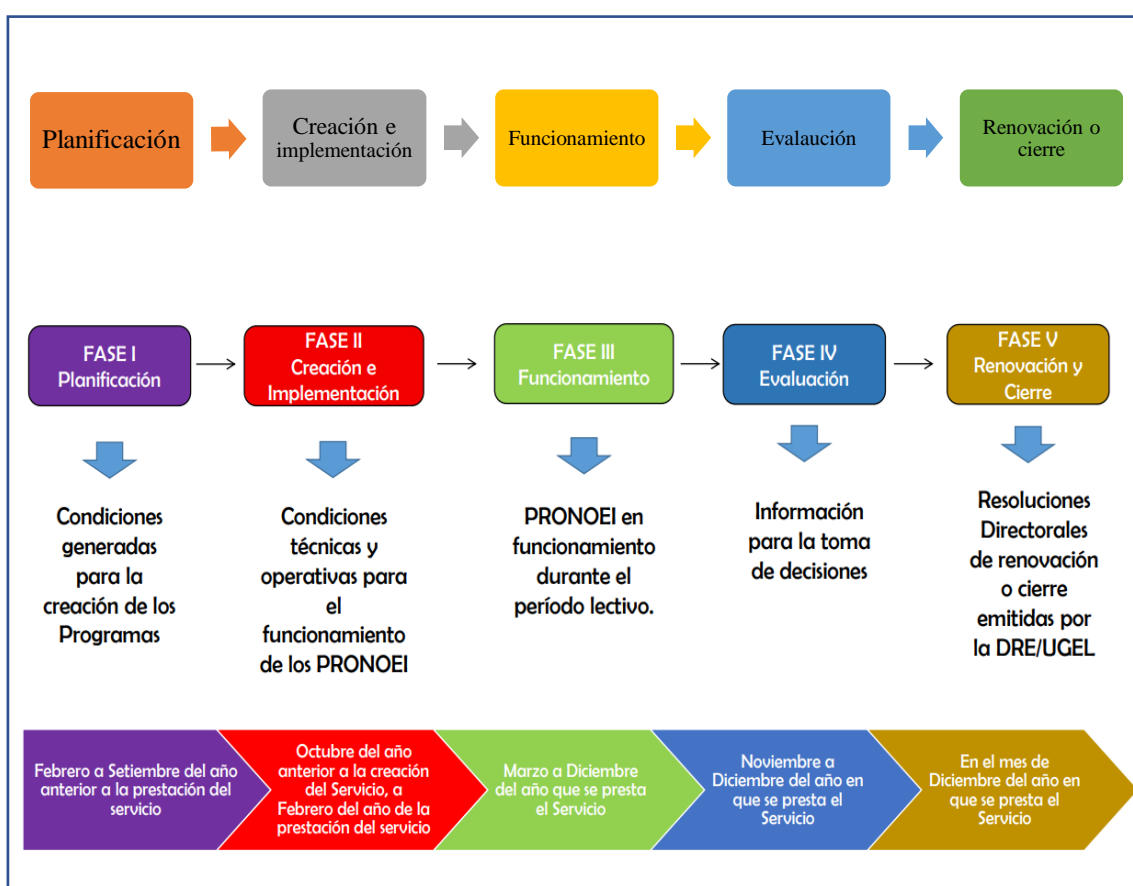 Planificación
Creación e
implementación
Funcionamiento
Evalaución
Renovación o
cierre
FASE I
Planificación
FASE II
Creación e
Implementación
FASE III
Funcionamiento
FASE IV
Evaluación
FASE V
Renovación y
Cierre
Condiciones
generadas
para la
creación de los
Programas
Condiciones
técnicas y
operativas para
el
funcionamiento
de los PRONOEI
PRONOEI en
funcionamiento
durante el
período lectivo.
Información
para la toma
de decisiones
Resoluciones
Directorales
de renovación
o cierre
emitidas por
la DRE/UGEL
Febrero a Setiembre del año
anterior a la prestación del
servicio
Octubre del año
anterior a la creación
del Servicio, a
Febrero del año de la
prestación del servicio
Marzo a Diciembre
del año que se presta
el Servicio
Noviembre a
Diciembre del año en
que se presta el
Servicio
En el mes de
Diciembre del año en
que se presta el
Servicio